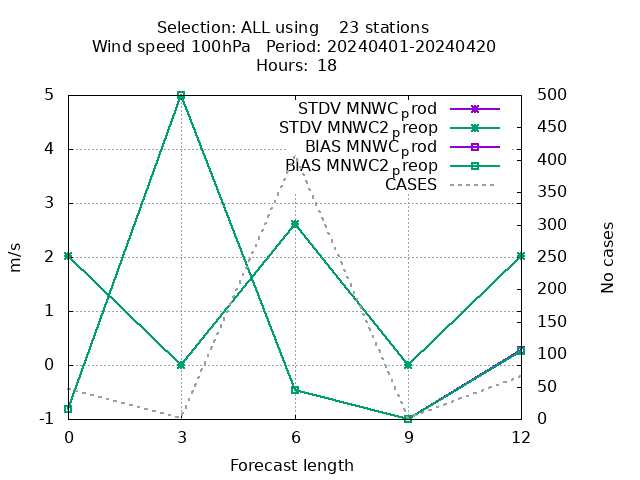 Selection: ALL using    23 stations
Wind speed 100hPa   Period: 20240401-20240420
Hours: 18
STDV MNWC_prod
STDV MNWC2_preop
BIAS MNWC_prod
BIAS MNWC2_preop
CASES
5
4
3
2
1
0
-1
m/s
500
450
400
350
300
250
200
150
100
50
0
No cases
0 3 6 9 12
Forecast length